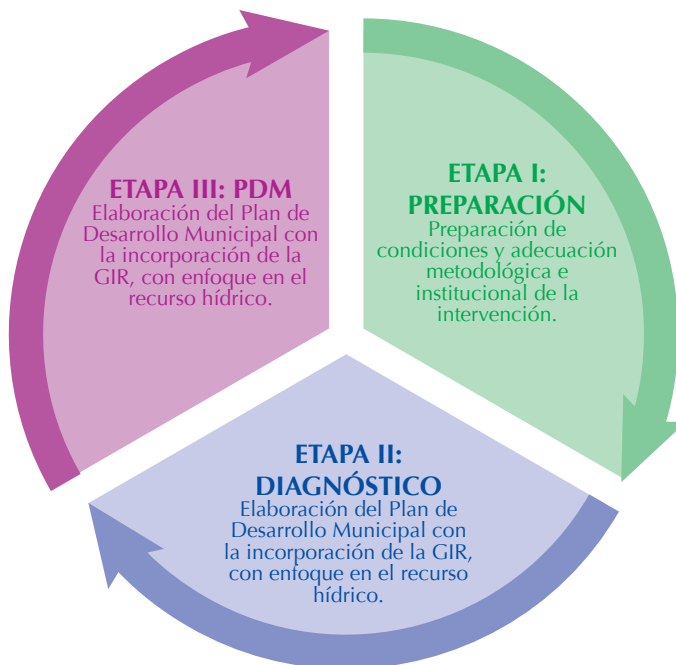 ETAPA I:
PREPARACIÓN
Preparación de
condiciones y adecuación
metodológica e
institucional de la
intervención.
ETAPA II:
DIAGNÓSTICO
Elaboración del Plan de
Desarrollo Municipal con
la incorporación de la GIR,
con enfoque en el recurso
hídrico.
ETAPA III: PDM
Elaboración del Plan de
Desarrollo Municipal con
la incorporación de la
GIR, con enfoque en el
recurso hídrico.